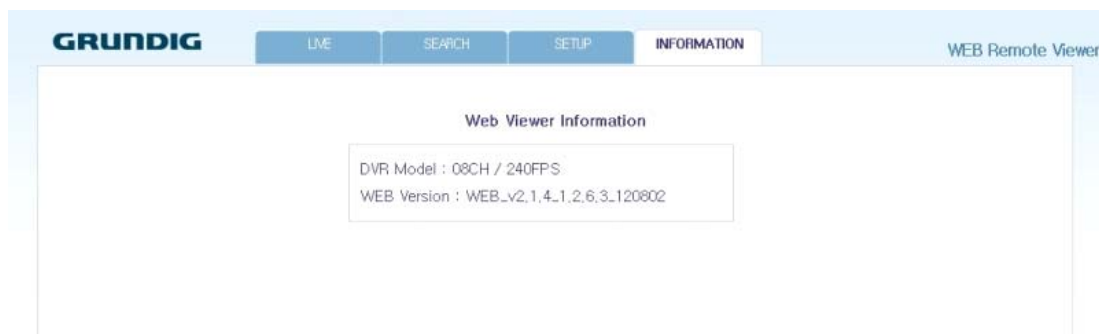 GRUNDIG
LIVE SEARCH SETUP INFORMATION
WEB Remote Viewer
Web Viewer Information
DVR Model : 08CH / 240FPS
WEB Version : WEB_v2,1,4_1,2,6,3_120802